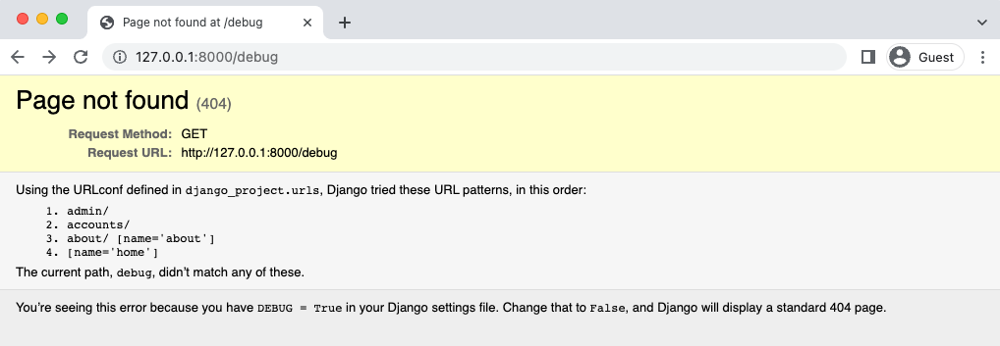 Page not found at /debug
127.0.0.1:8000/debug
Guest
Page not found (404)
Request Method: GET
Request URL: http://127.0.0.1:8000/debug
Using the URLconf defined in django_project.urls, Django tried these URL patterns, in this order:
1. admin/
2. accounts/
3. about/ [name='about']
4. [name='home']
The current path, debug, didn’t match any of these.
You’re seeing this error because you have DEBUG = True in your Django settings file. Change that to False, and Django will display a standard 404 page.